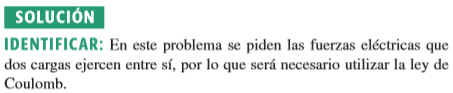 SOLUCIÓN
IDENTIFICAR: En este problema se piden las fuerzas eléctricas que
dos cargas ejercen entre sí, por lo que será necesario utilizar la ley de
Coulomb.